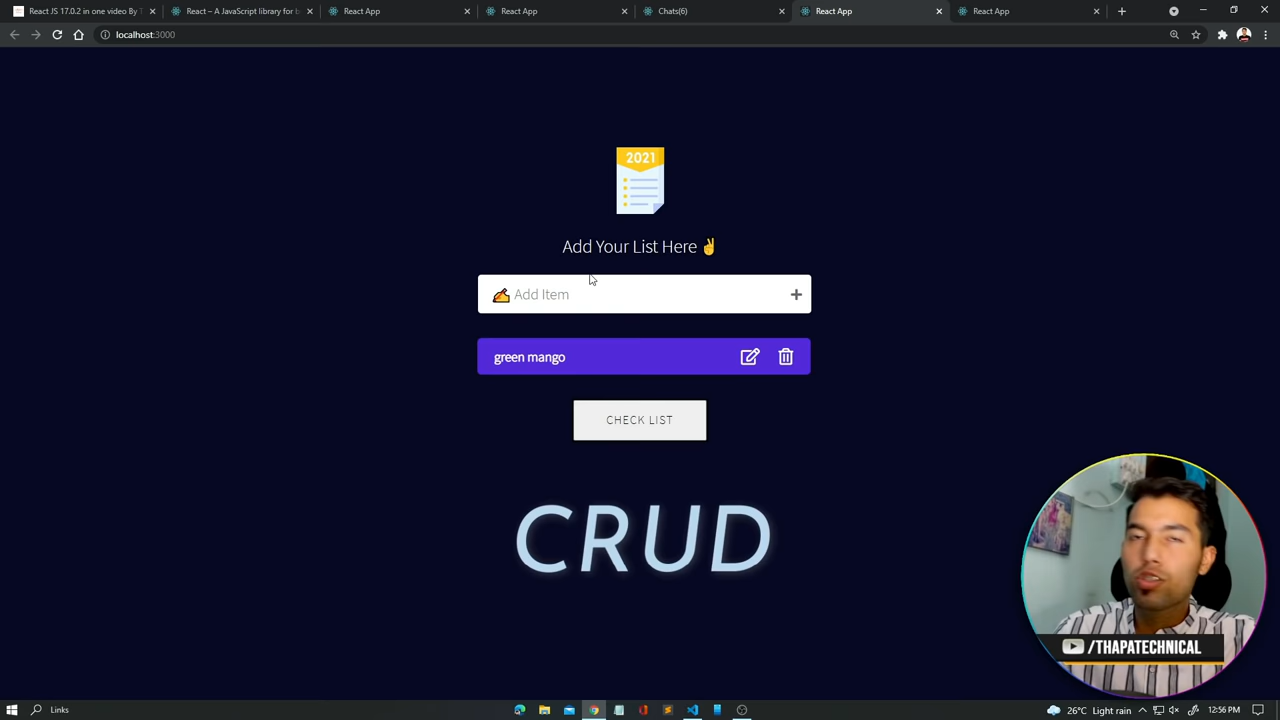 React JS 17.0.2 in one video By T
React – A JavaScript library for b
React App
React App
Chats(6)
React App
React App
localhost:3000
2021
Add Your List Here ✌
Add Item
green mango
CHECK LIST
CRUD
/THAPATECHNICAL
Links
26°C Light rain
12:56 PM